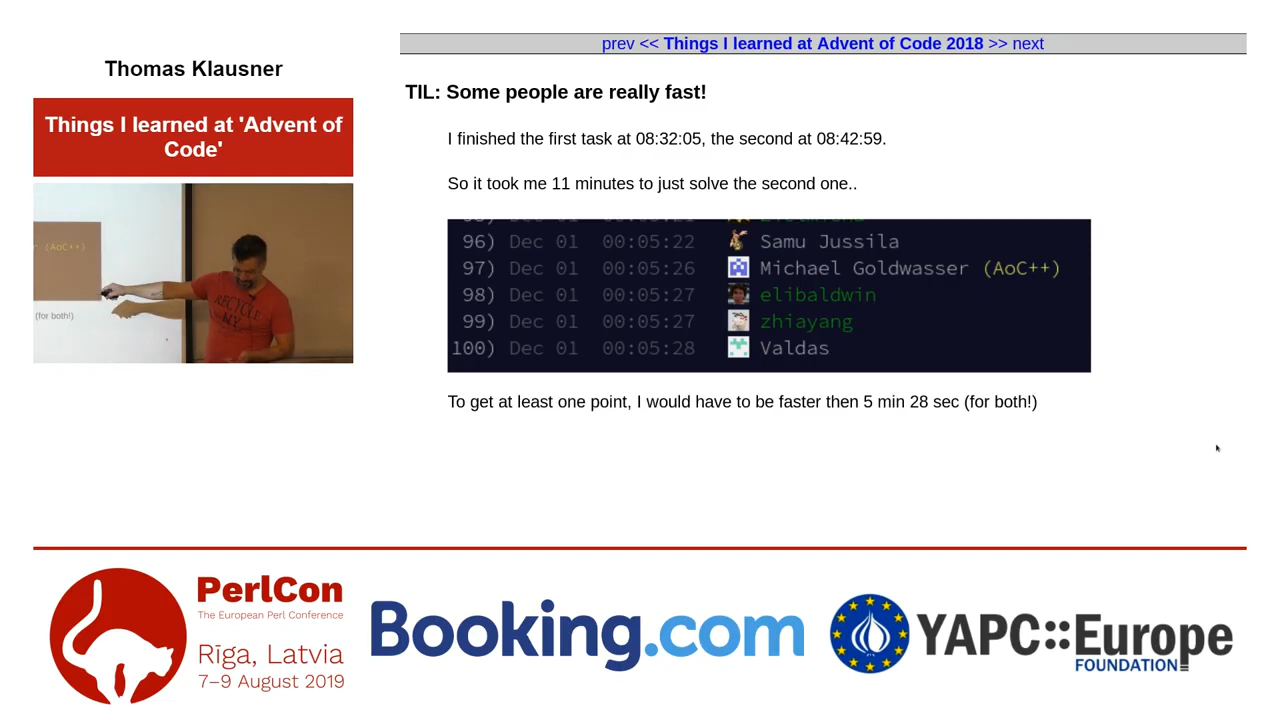 Thomas Klausner
Things I learned at 'Advent of
Code'
r (AoC++)
(for both!)
RECYCLE
MY
prev << Things I learned at Advent of Code 2018 >> next
TIL: Some people are really fast!
I finished the first task at 08:32:05, the second at 08:42:59.
So it took me 11 minutes to just solve the second one..
96) Dec 01 00:05:22 Samu Jussila
97) Dec 01 00:05:26 Michael Goldwasser (AoC++)
98) Dec 01 00:05:27 elibaldwin
99) Dec 01 00:05:27 zhiayang
100) Dec 01 00:05:28 Valdas
To get at least one point, I would have to be faster then 5 min 28 sec (for both!)
PerlCon
The European Perl Conference
Rīga, Latvia
7–9 August 2019
Booking.com
YAPC::Europe
FOUNDATION